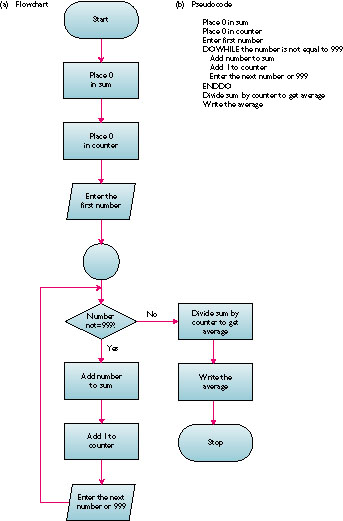 (a) Flowchart
Start
Place 0
in sum
Place 0
in counter
Enter the
first number
Number
not=999?
No
Yes
Add number
to sum
Add 1 to
counter
Enter the next
number or 999
Divide sum by
counter to get
average
Write the
average
Stop
(b) Pseudocode
Place 0 in sum
Place 0 in counter
Enter first number
DOWHILE the number is not equal to 999
Add number to sum
Add 1 to counter
Enter the next number or 999
ENDDO
Divide sum by counter to get average
Write the average